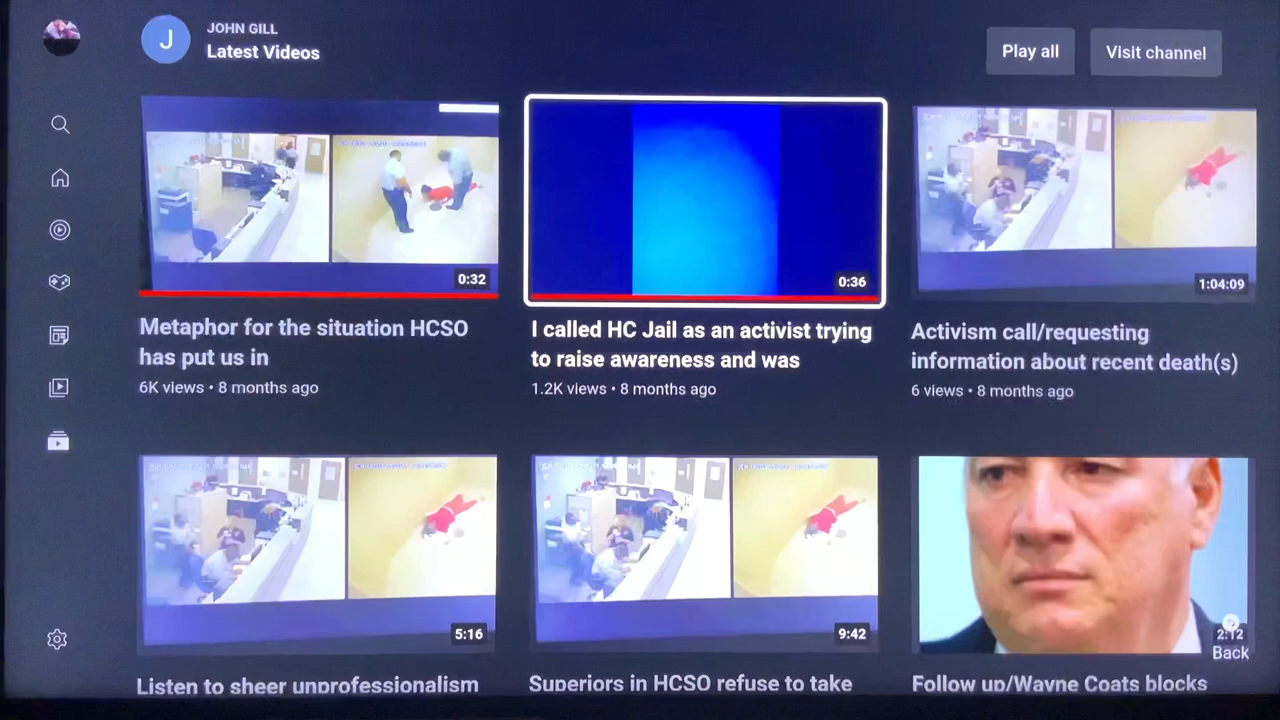 JOHN GILL
J
Latest Videos
Play all
Visit channel
0:32
0:36
1:04:09
Metaphor for the situation HCSO
has put us in
6K views • 8 months ago
I called HC Jail as an activist trying
to raise awareness and was
1.2K views • 8 months ago
Activism call/requesting
information about recent death(s)
6 views • 8 months ago
5:16
9:42
2:12
Back
Listen to sheer unprofessionalism
Superiors in HCSO refuse to take
Follow up/Wayne Coats blocks